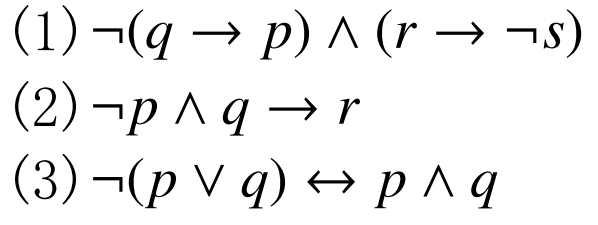 (1) ¬(q → p) ∧ (r → ¬s)
(2) ¬p ∧ q → r
(3) ¬(p ∨ q) ↔ p ∧ q